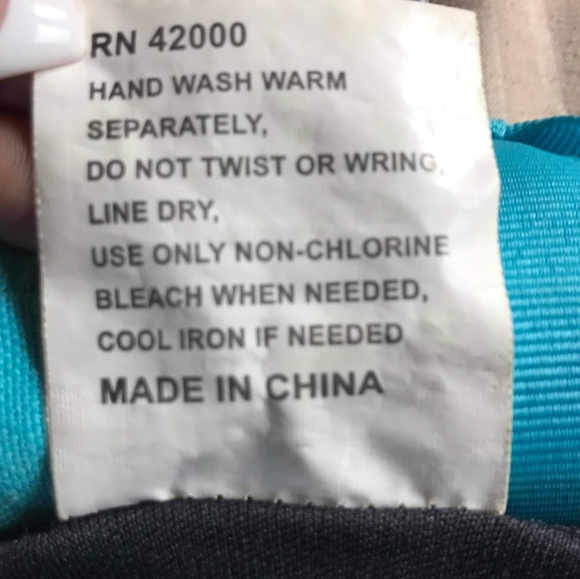 RN 42000
HAND WASH WARM
SEPARATELY,
DO NOT TWIST OR WRING,
LINE DRY,
USE ONLY NON-CHLORINE
BLEACH WHEN NEEDED,
COOL IRON IF NEEDED
MADE IN CHINA